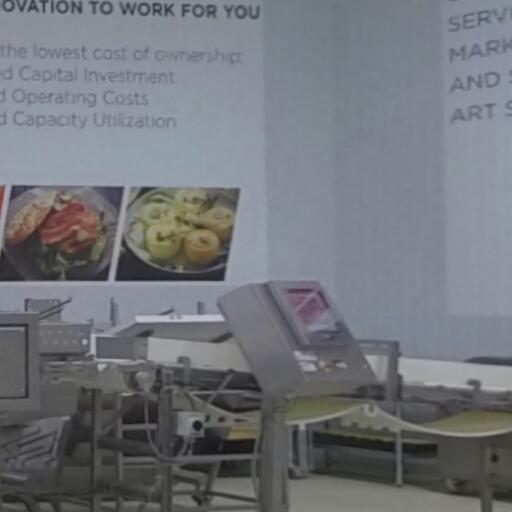 OVATION TO WORK FOR YOU
the lowest cost of ownership:
ed Capital Investment
d Operating Costs
d Capacity Utilization
SERV
MARK
AND S
ART S